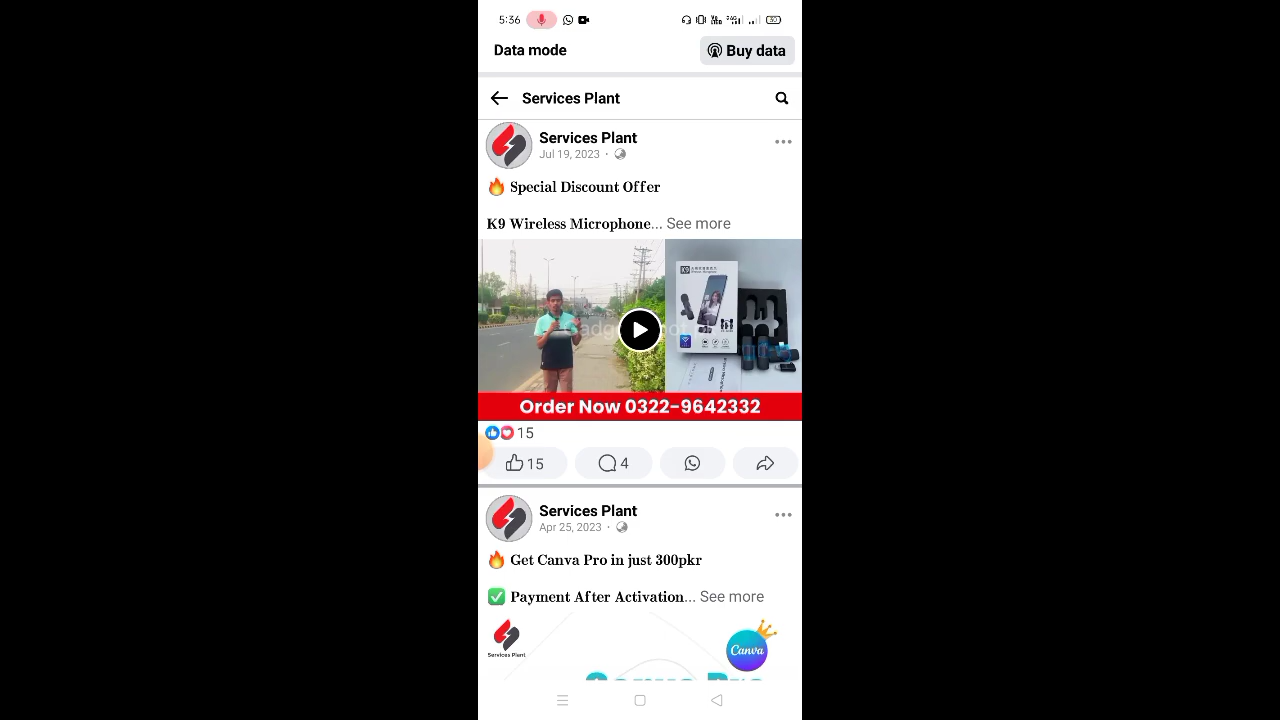 5:36
30
Data mode
Buy data
Services Plant
Services Plant
Jul 19, 2023 ·
🔥 Special Discount Offer
K9 Wireless Microphone... See more
K9
Order Now 0322-9642332
15
15
4
Services Plant
Apr 25, 2023 ·
🔥 Get Canva Pro in just 300pkr
✅ Payment After Activation... See more
Services Plant
Canva